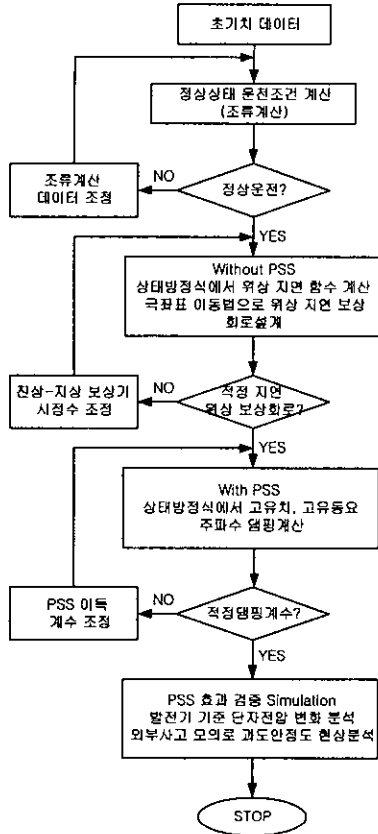 초기치 데이터
정상상태 운전조건 계산
(조류계산)
조류계산
데이터 조정
NO
정상운전?
YES
Without PSS
상태방정식에서 위상 지연 함수 계산
극좌표 이동법으로 위상 지연 보상
회로설계
진상-지상 보상기
시정수 조정
NO
적정 지연
위상 보상회로?
YES
With PSS
상태방정식에서 고유치, 고유동요
주파수 댐핑계산
PSS 이득
계수 조정
NO
적정댐핑계수?
YES
PSS 효과 검증 Simulation
발전기 기준 단자전압 변화 분석
외부사고 모의로 과도안정도 현상분석
STOP